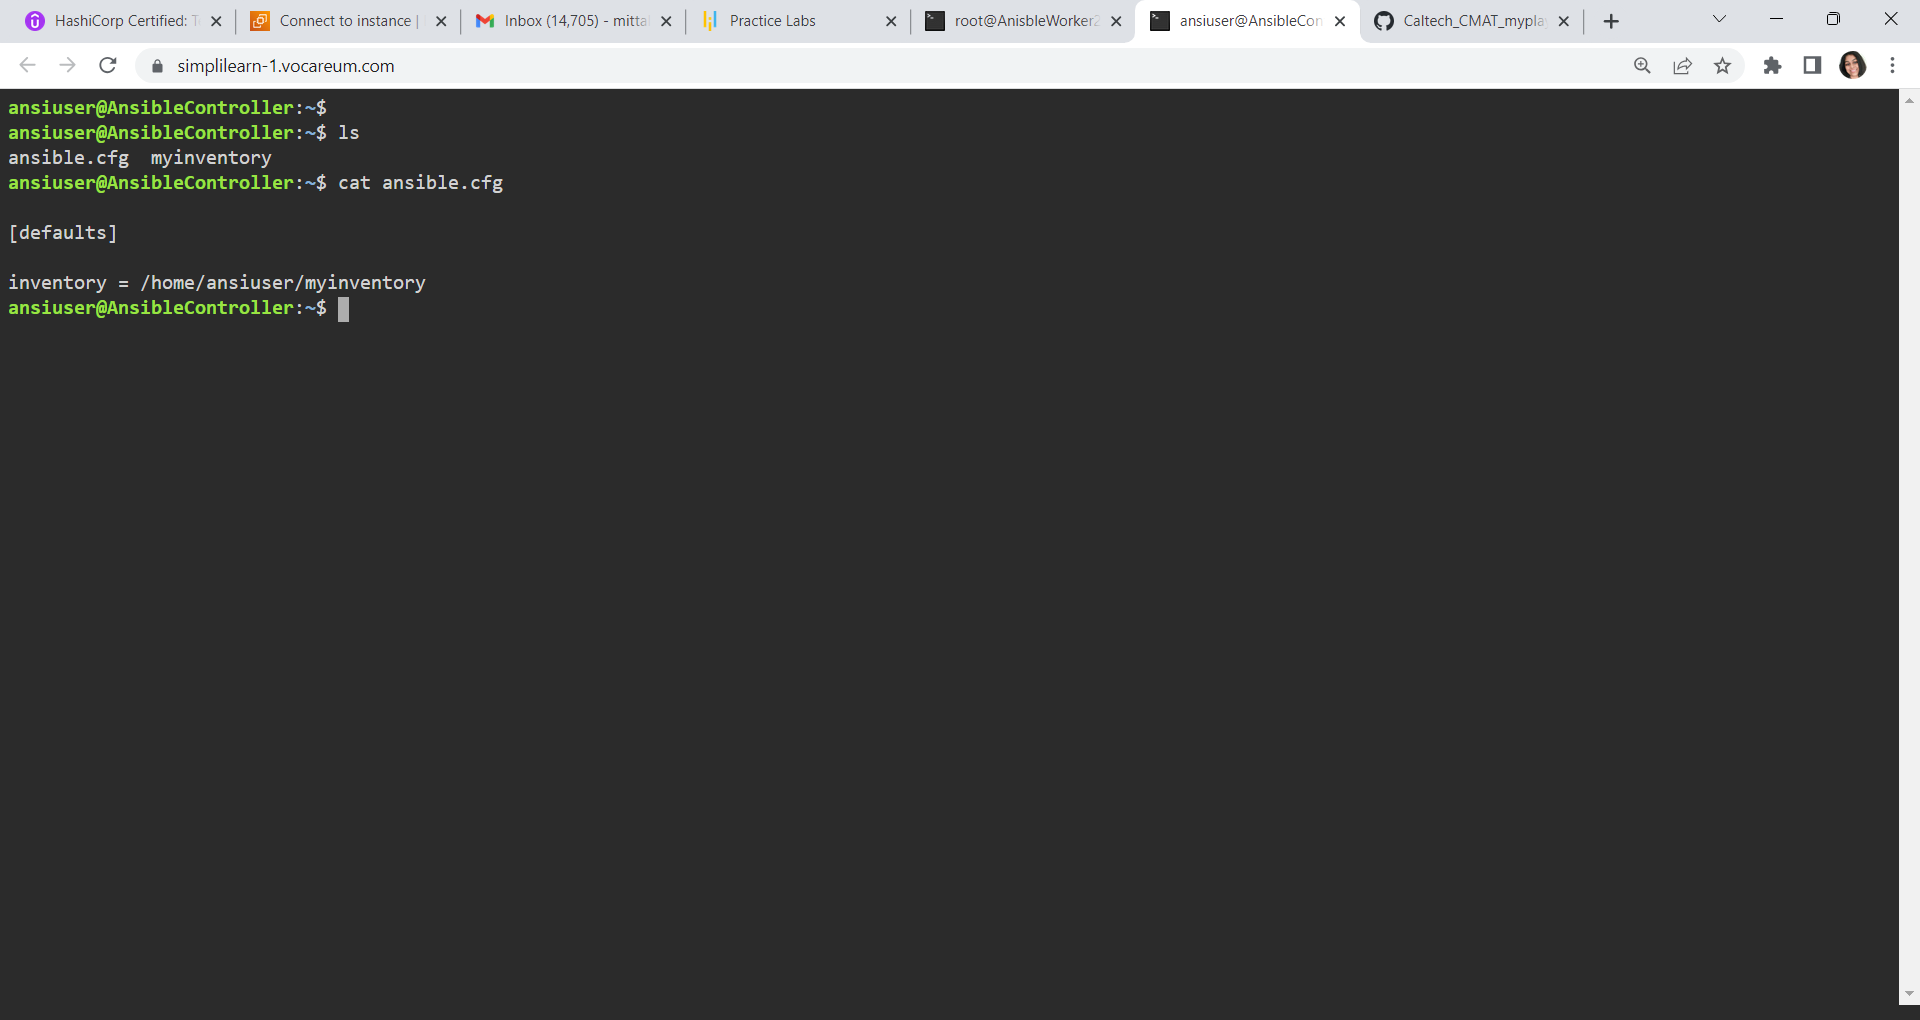 HashiCorp Certified: T
Connect to instance |
Inbox (14,705) - mitta
Practice Labs
root@AnisbleWorker2
ansiuser@AnsibleCon
Caltech_CMAT_mypla
simplilearn-1.vocareum.com
ansiuser@AnsibleController:~$
ansiuser@AnsibleController:~$ ls
ansible.cfg  myinventory
ansiuser@AnsibleController:~$ cat ansible.cfg
[defaults]
inventory = /home/ansiuser/myinventory
ansiuser@AnsibleController:~$